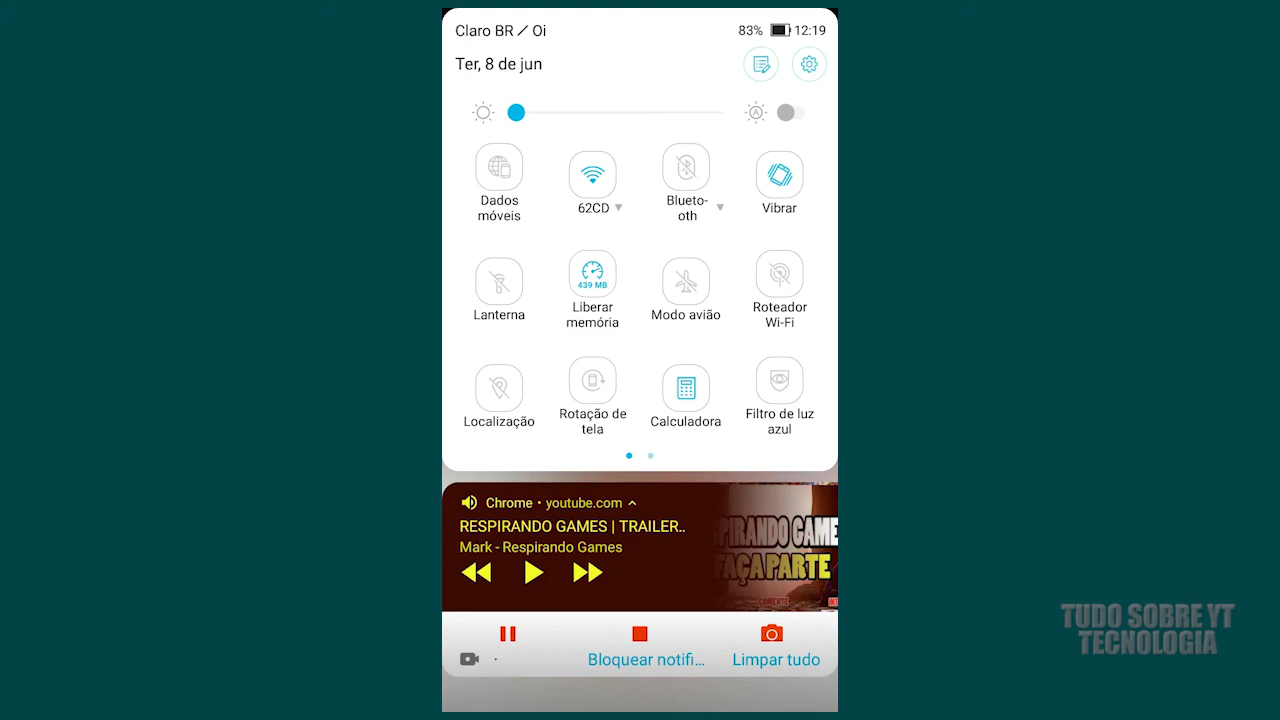 Claro BR ⁄ Oi
83%
12:19
Ter, 8 de jun
A
Dados
móveis
62CD
Blueto-
oth
Vibrar
Lanterna
439 MB
Liberar
memória
Modo avião
Roteador
Wi-Fi
Localização
Rotação de
tela
Calculadora
Filtro de luz
azul
Chrome • youtube.com
RESPIRANDO GAMES | TRAILER..
Mark - Respirando Games
SPIRANDO GAME
FAÇA PARTE
Bloquear notifi...
Limpar tudo
TUDO SOBRE YT
TECNOLOGIA